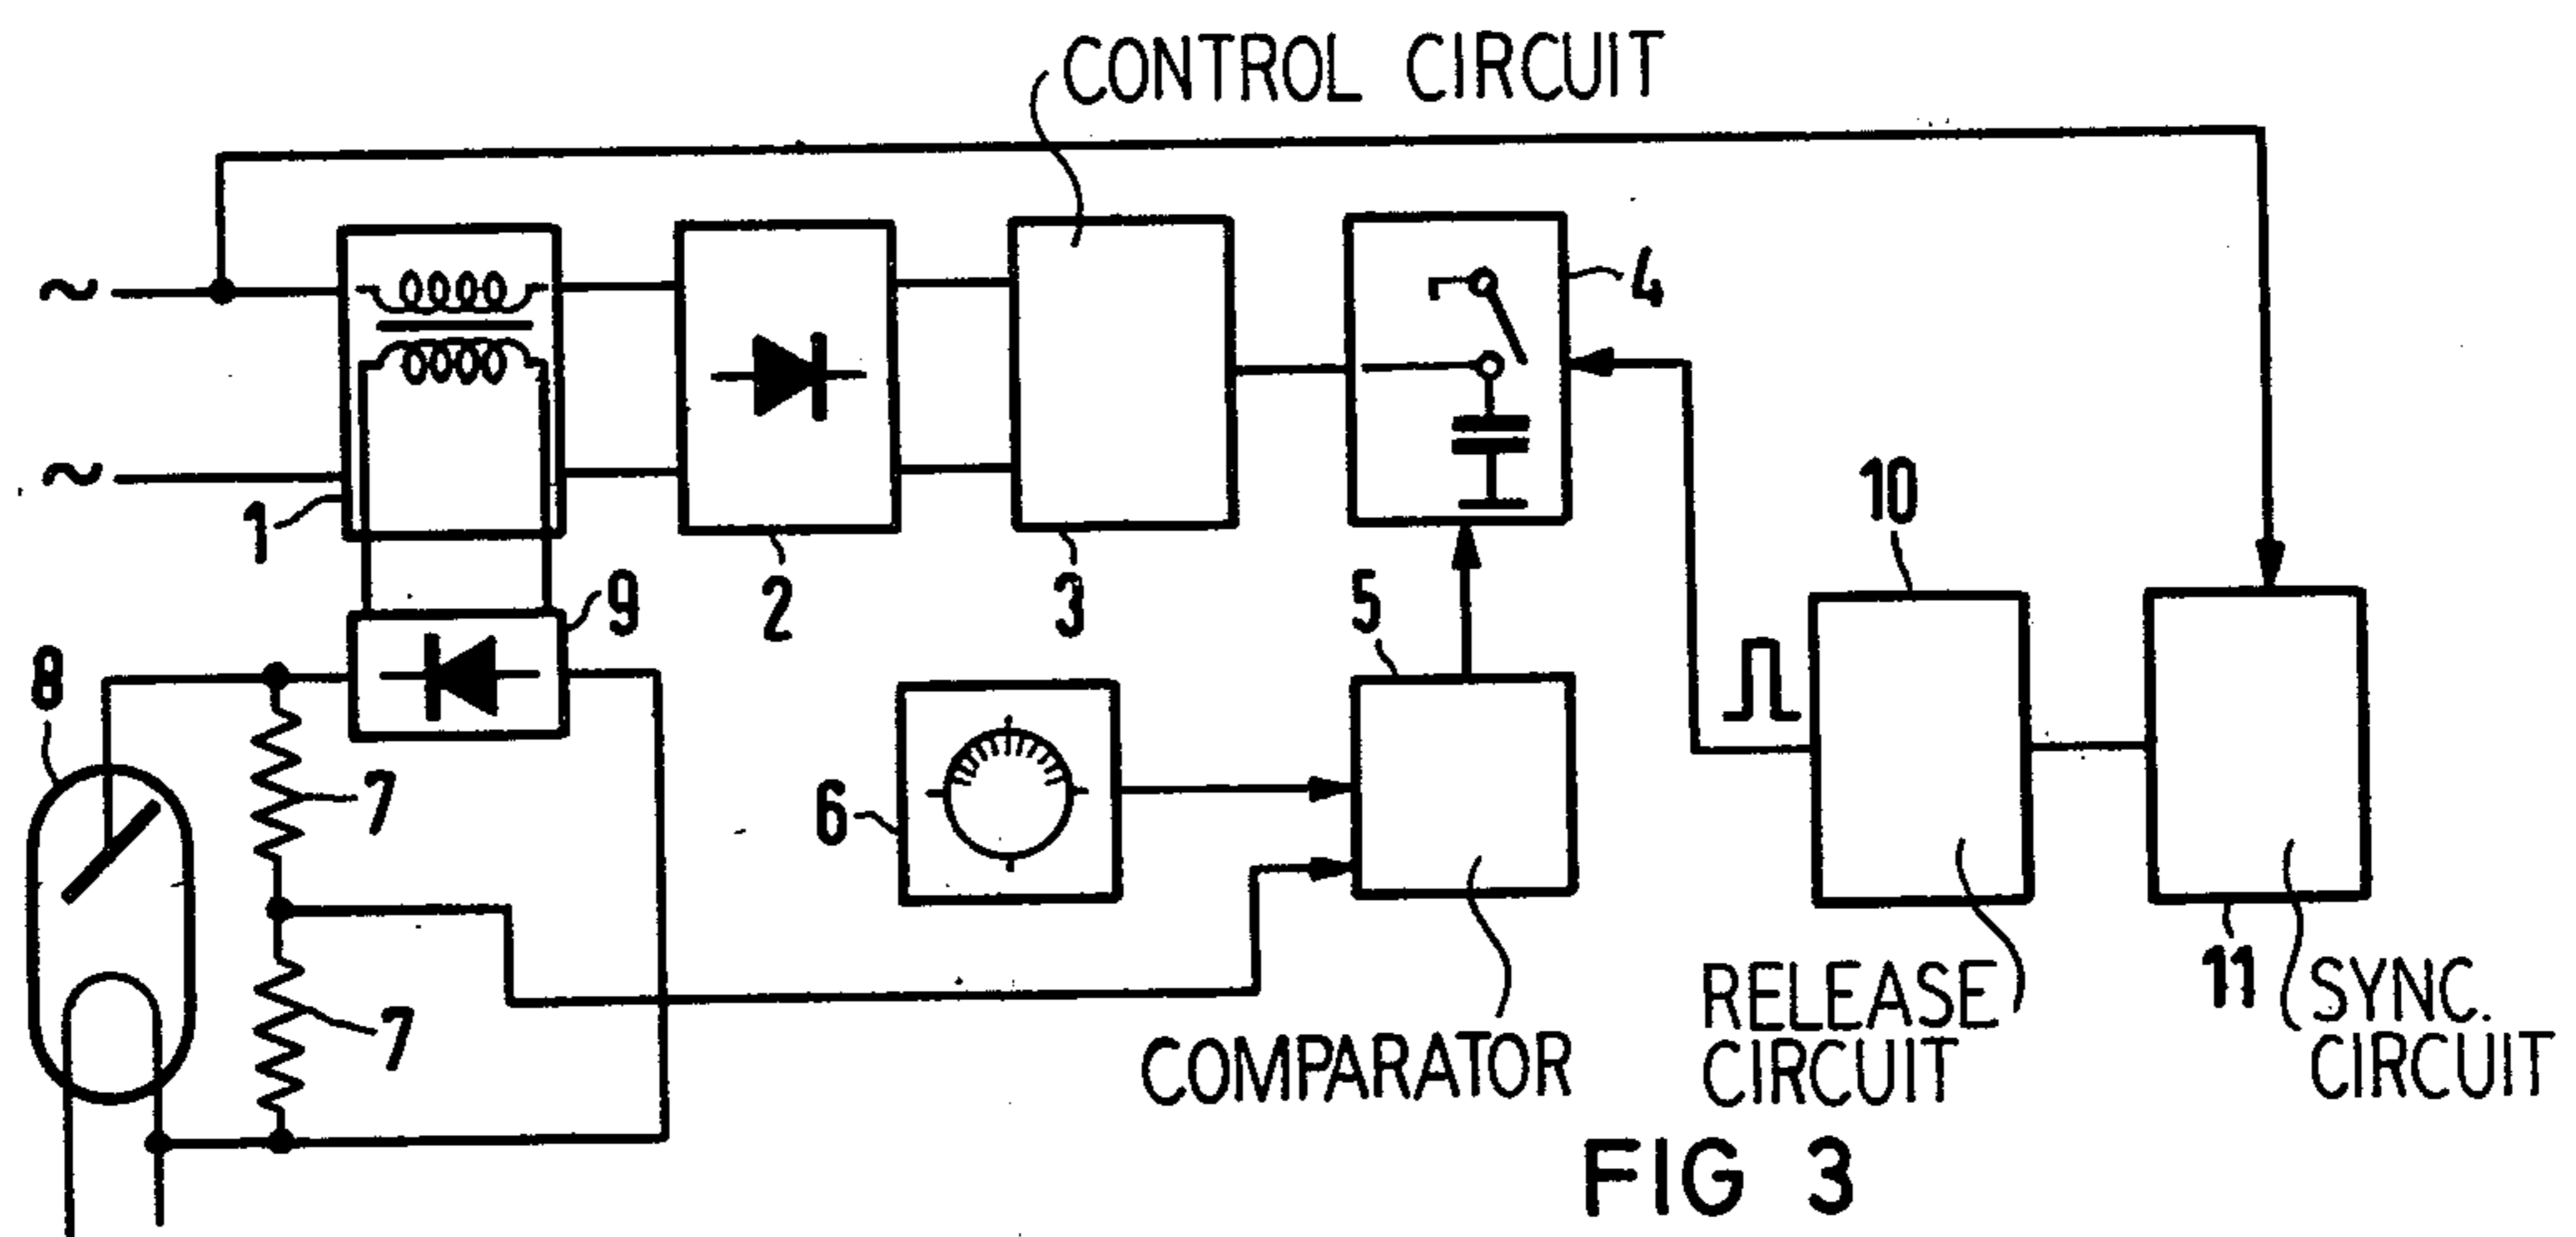 CONTROL CIRCUIT
~
~
1
2
3
4
5
6
7
7
8
9
10
11
COMPARATOR
RELEASE
CIRCUIT
SYNC.
CIRCUIT
FIG 3